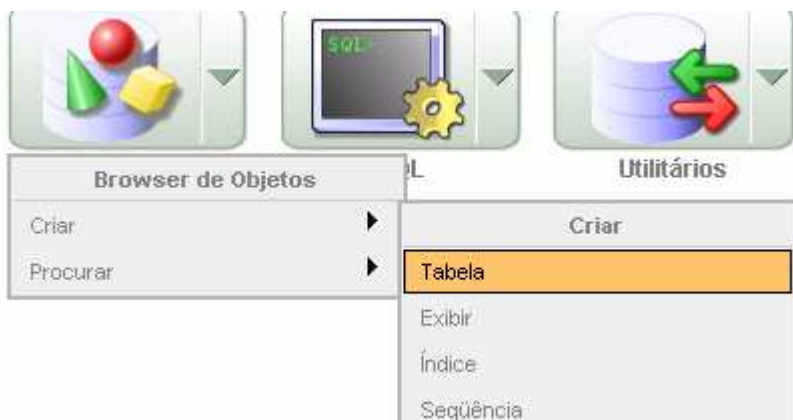 SQL>
L
Utilitários
Browser de Objetos
Criar
Procurar
Criar
Tabela
Exibir
Índice
Seqüência